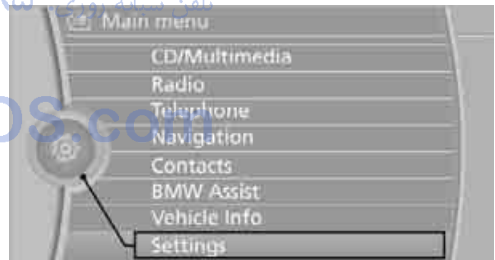 Main menu
CD/Multimedia
Radio
Telephone
Navigation
Contacts
BMW Assist
Vehicle Info
Settings